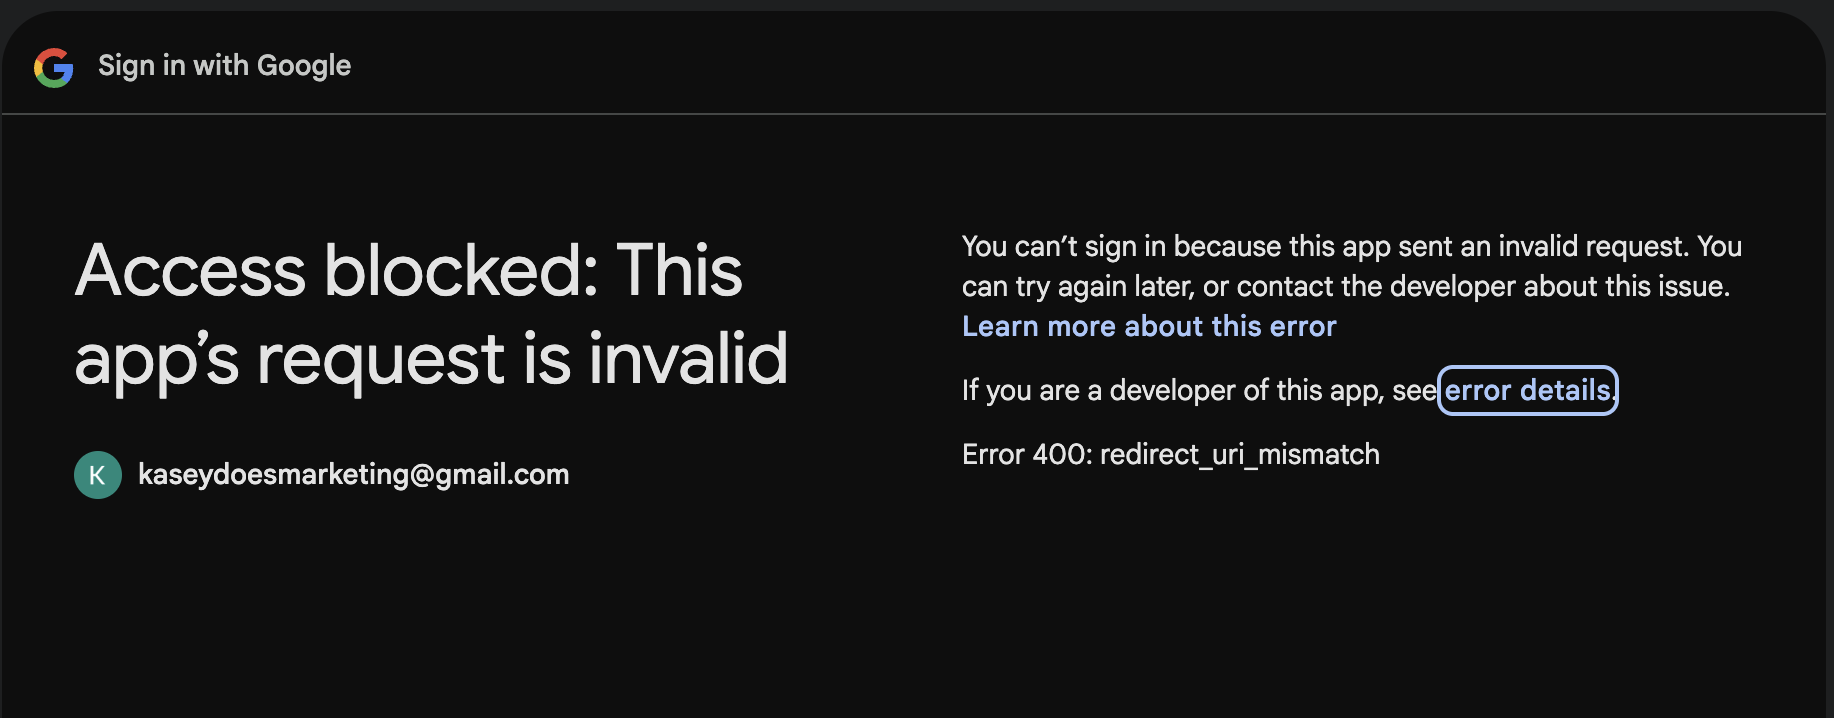 Sign in with Google
Access blocked: This
app’s request is invalid
K
kaseydoesmarketing@gmail.com
You can’t sign in because this app sent an invalid request. You
can try again later, or contact the developer about this issue.
Learn more about this error
If you are a developer of this app, see error details.
Error 400: redirect_uri_mismatch